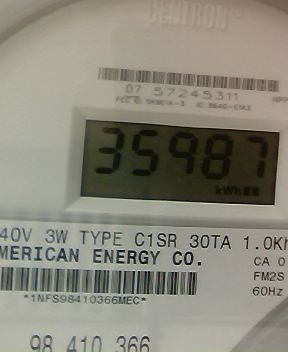 CENTRON
07 57245311
35987
kWh
40V 3W TYPE C1SR 30TA 1.0Kh
MERICAN ENERGY CO.
CA 0
FM2S
60Hz
*1NFS98410366MEC*
98 410 366